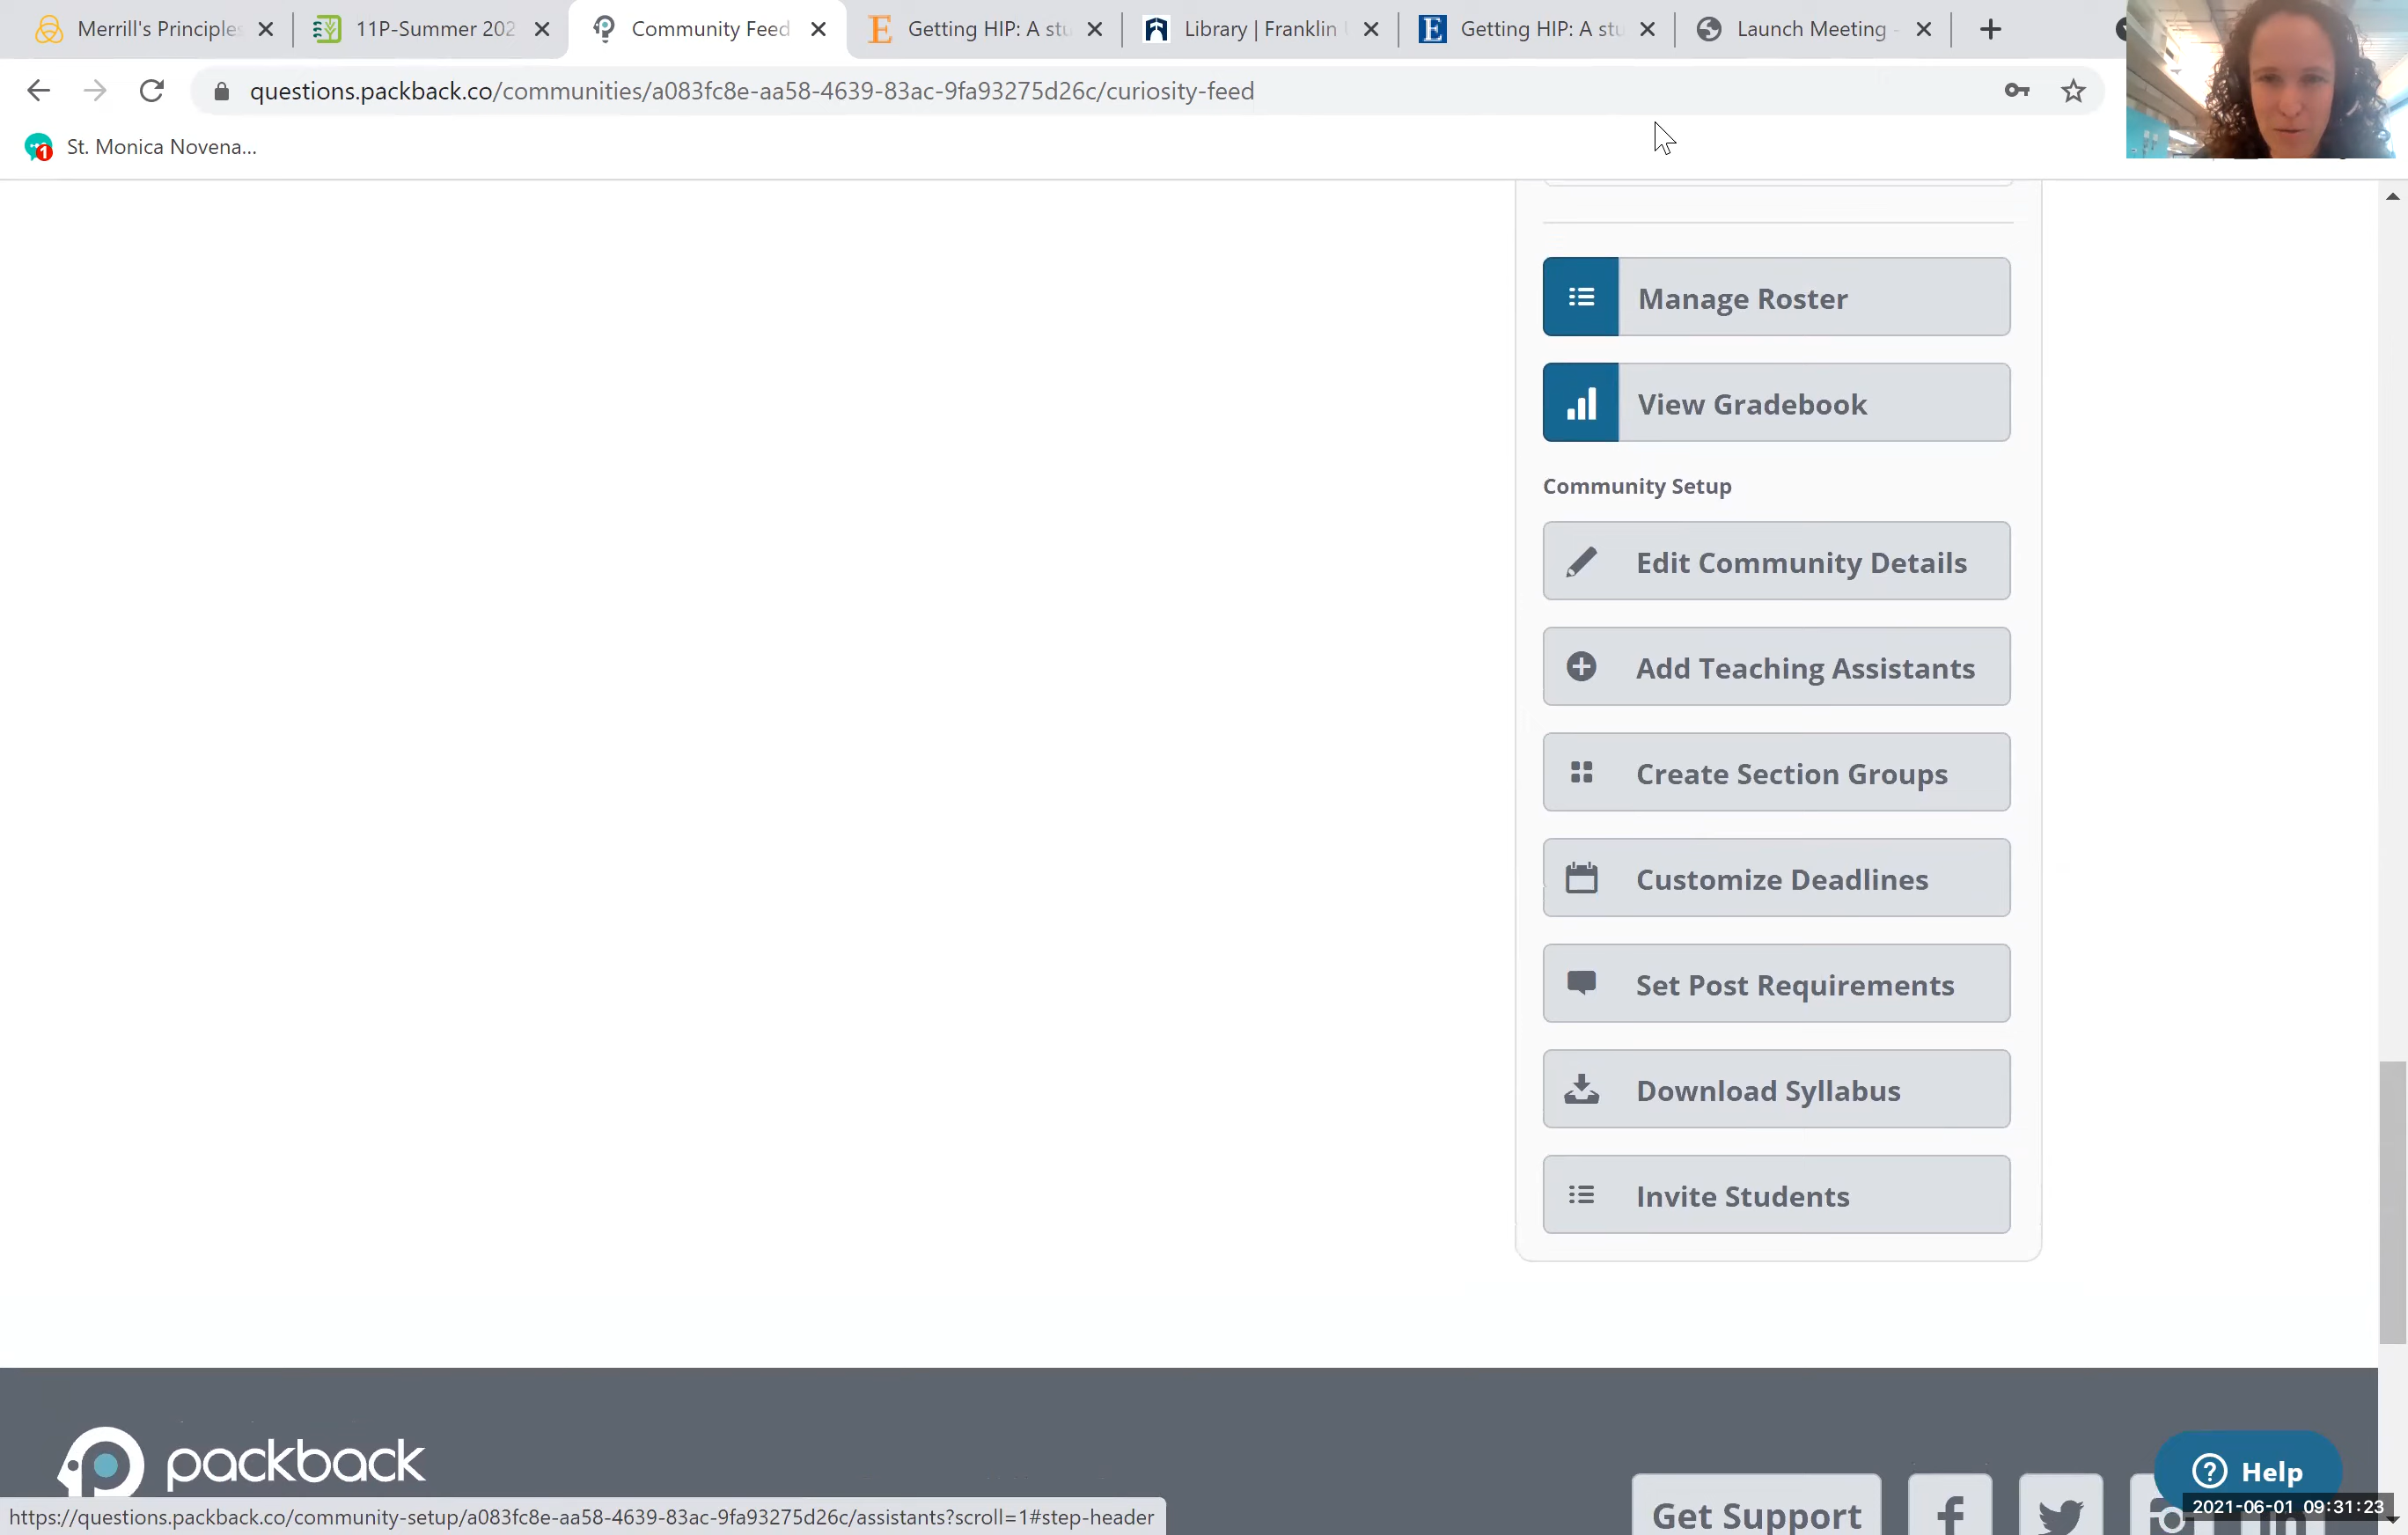 Merrill's Principles
11P-Summer 202
Community Feed
Getting HIP: A stu
Library | Franklin
Getting HIP: A stu
Launch Meeting -
questions.packback.co/communities/a083fc8e-aa58-4639-83ac-9fa93275d26c/curiosity-feed
1
St. Monica Novena...
Manage Roster
View Gradebook
Community Setup
Edit Community Details
Add Teaching Assistants
Create Section Groups
Customize Deadlines
Set Post Requirements
Download Syllabus
Invite Students
packback
? Help
Get Support
2021-06-01 09:31:23
https://questions.packback.co/community-setup/a083fc8e-aa58-4639-83ac-9fa93275d26c/assistants?scroll=1#step-header